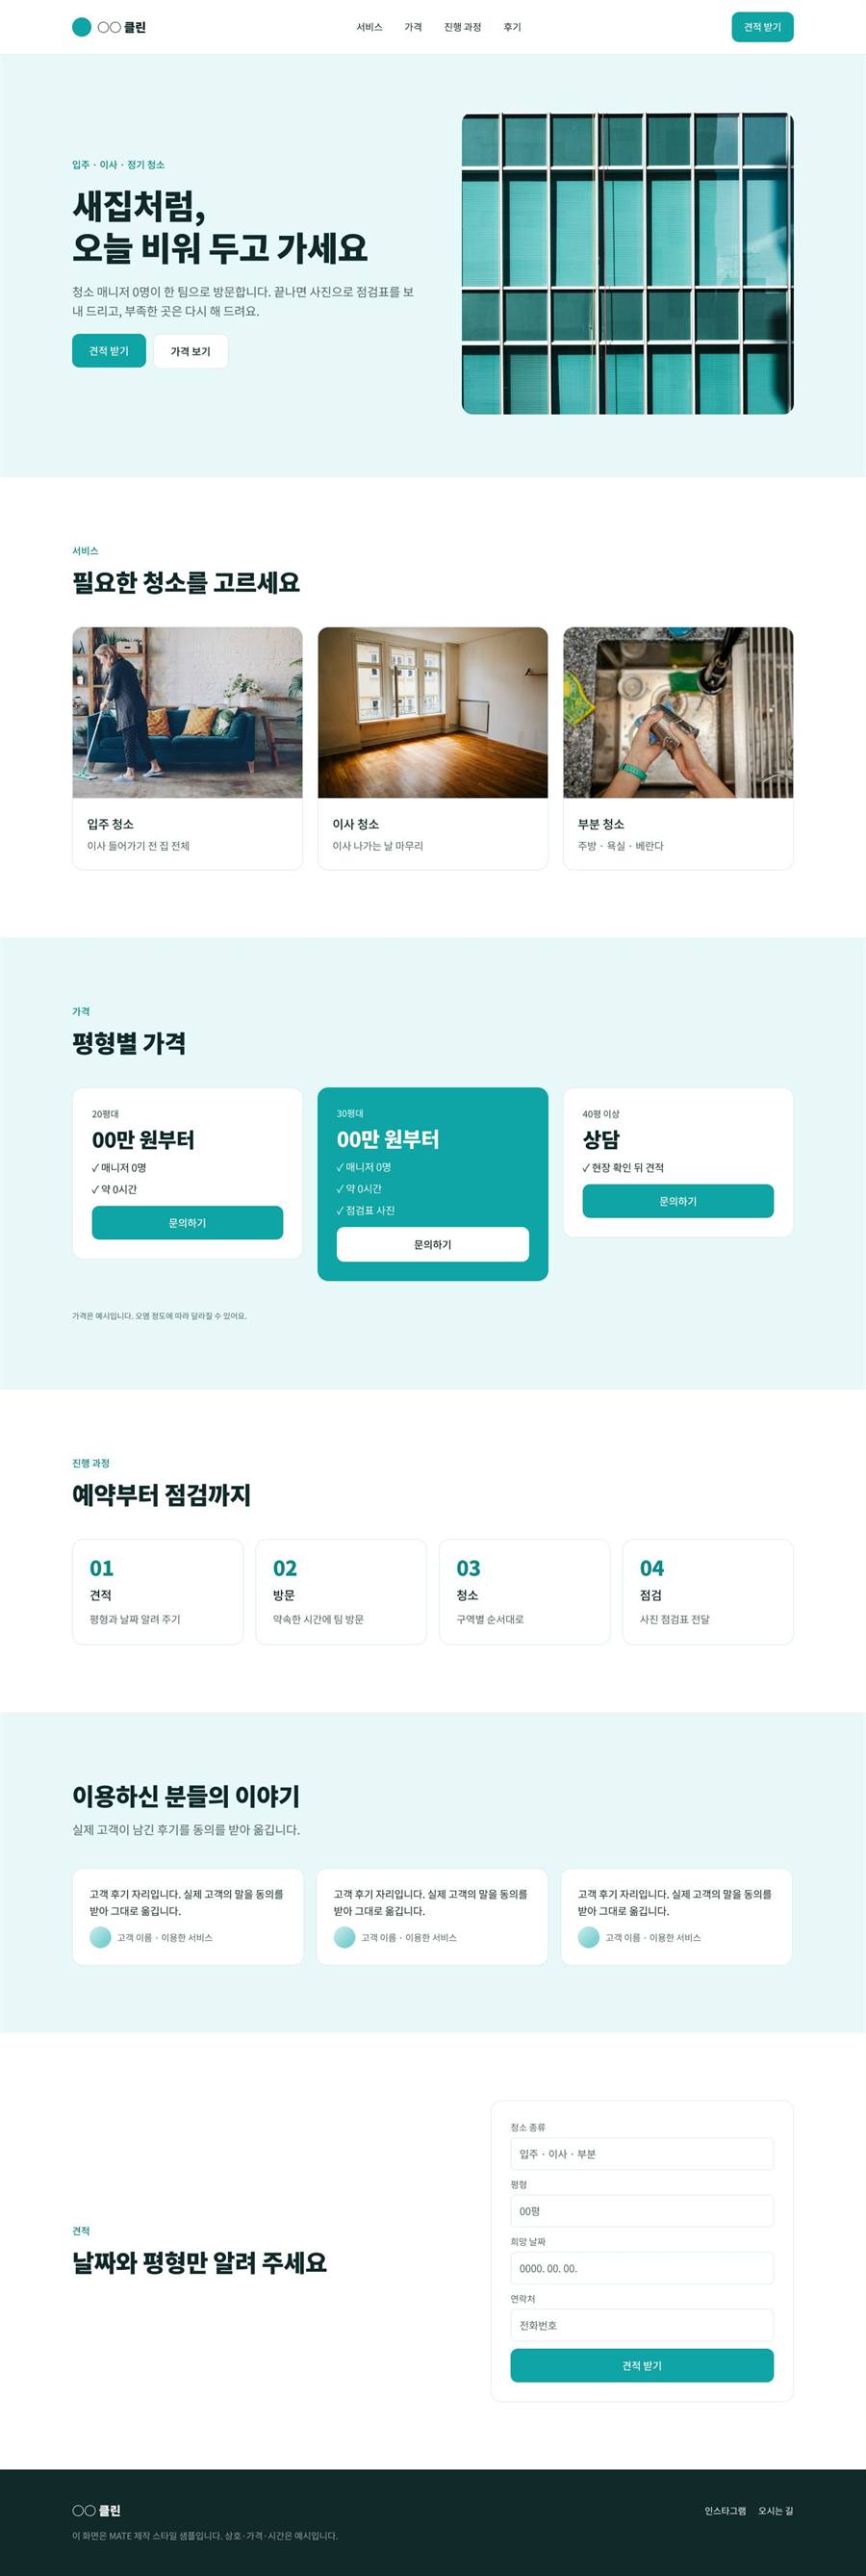 ○○ 클린
서비스 가격 진행 과정 후기
견적 받기
입주 · 이사 · 정기 청소
새집처럼,
오늘 비워 두고 가세요
청소 매니저 0명이 한 팀으로 방문합니다. 끝나면 사진으로 점검표를 보
내 드리고, 부족한 곳은 다시 해 드려요.
견적 받기 가격 보기
서비스
필요한 청소를 고르세요
입주 청소
이사 들어가기 전 집 전체
이사 청소
이사 나가는 날 마무리
부분 청소
주방 · 욕실 · 베란다
가격
평형별 가격
20평대
00만 원부터
✓ 매니저 0명
✓ 약 0시간
문의하기
30평대
00만 원부터
✓ 매니저 0명
✓ 약 0시간
✓ 점검표 사진
문의하기
40평 이상
상담
✓ 현장 확인 뒤 견적
문의하기
가격은 예시입니다. 오염 정도에 따라 달라질 수 있어요.
진행 과정
예약부터 점검까지
01
견적
평형과 날짜 알려 주기
02
방문
약속한 시간에 팀 방문
03
청소
구역별 순서대로
04
점검
사진 점검표 전달
이용하신 분들의 이야기
실제 고객이 남긴 후기를 동의를 받아 옮깁니다.
고객 후기 자리입니다. 실제 고객의 말을 동의를
받아 그대로 옮깁니다.
고객 이름 · 이용한 서비스
고객 후기 자리입니다. 실제 고객의 말을 동의를
받아 그대로 옮깁니다.
고객 이름 · 이용한 서비스
고객 후기 자리입니다. 실제 고객의 말을 동의를
받아 그대로 옮깁니다.
고객 이름 · 이용한 서비스
견적
날짜와 평형만 알려 주세요
청소 종류
입주 · 이사 · 부분
평형
00평
희망 날짜
0000. 00. 00.
연락처
전화번호
견적 받기
○○ 클린
이 화면은 MATE 제작 스타일 샘플입니다. 상호·가격·시간은 예시입니다.
인스타그램 오시는 길